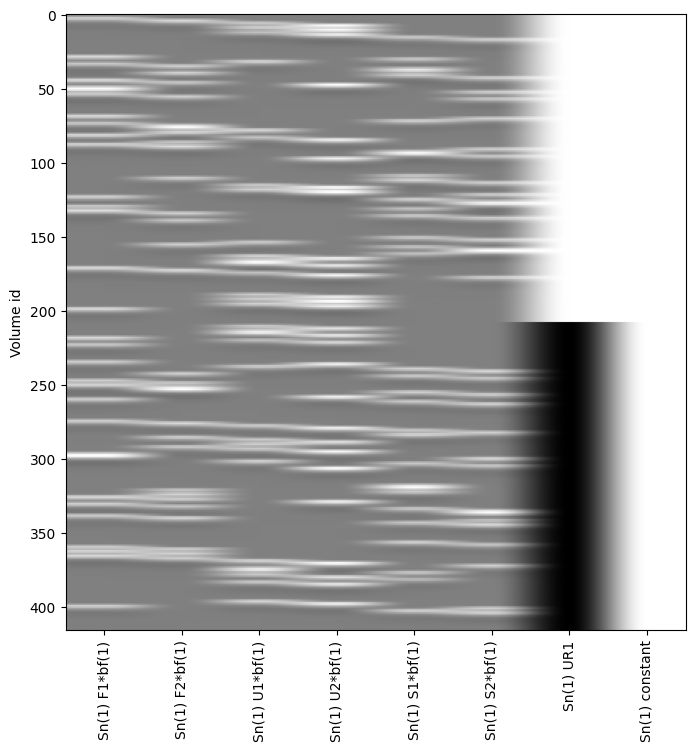 0
50
100
150
200
250
300
350
400
Volume id
Sn(1) F1*bf(1)
Sn(1) F2*bf(1)
Sn(1) U1*bf(1)
Sn(1) U2*bf(1)
Sn(1) S1*bf(1)
Sn(1) S2*bf(1)
Sn(1) UR1
Sn(1) constant